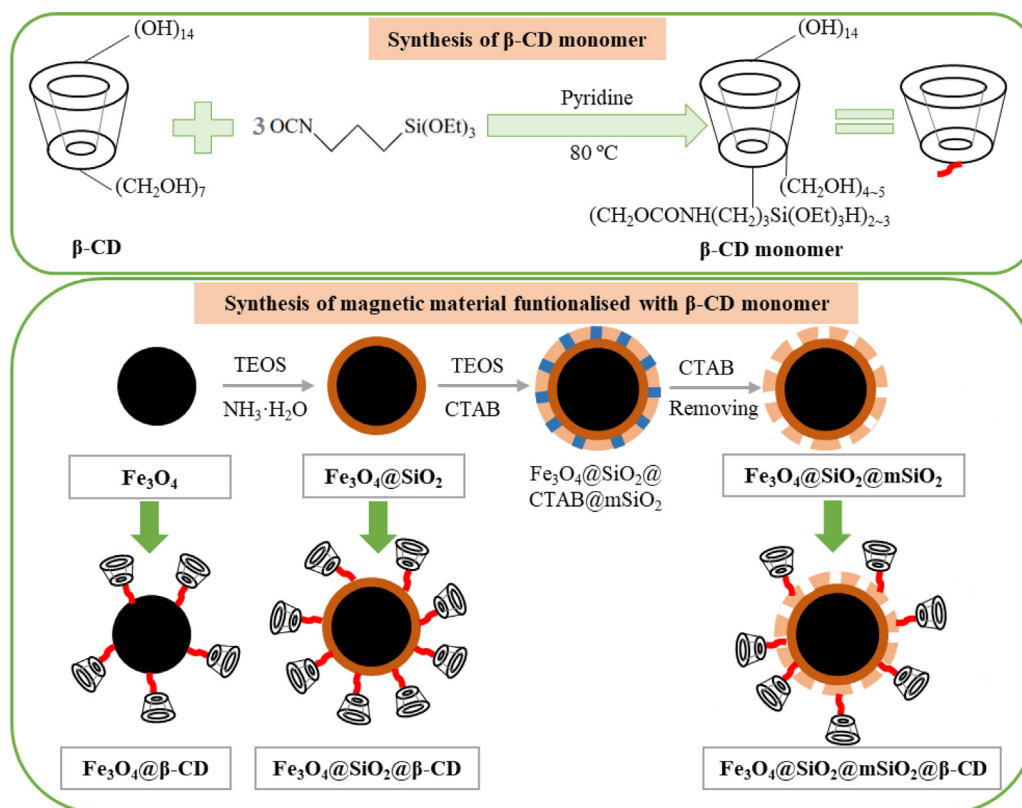 Synthesis of β-CD monomer
(OH)₁₄
(CH₂OH)₇
β-CD
3 OCN
Si(OEt)₃
Pyridine
80 ºC
(OH)₁₄
(CH₂OH)₄~₅
(CH₂OCONH(CH₂)₃Si(OEt)₃H)₂~₃
β-CD monomer
Synthesis of magnetic material funtionalised with β-CD monomer
TEOS
NH₃·H₂O
TEOS
CTAB
CTAB
Removing
Fe₃O₄
Fe₃O₄@SiO₂
Fe₃O₄@SiO₂@
CTAB@mSiO₂
Fe₃O₄@SiO₂@mSiO₂
Fe₃O₄@β-CD
Fe₃O₄@SiO₂@β-CD
Fe₃O₄@SiO₂@mSiO₂@β-CD